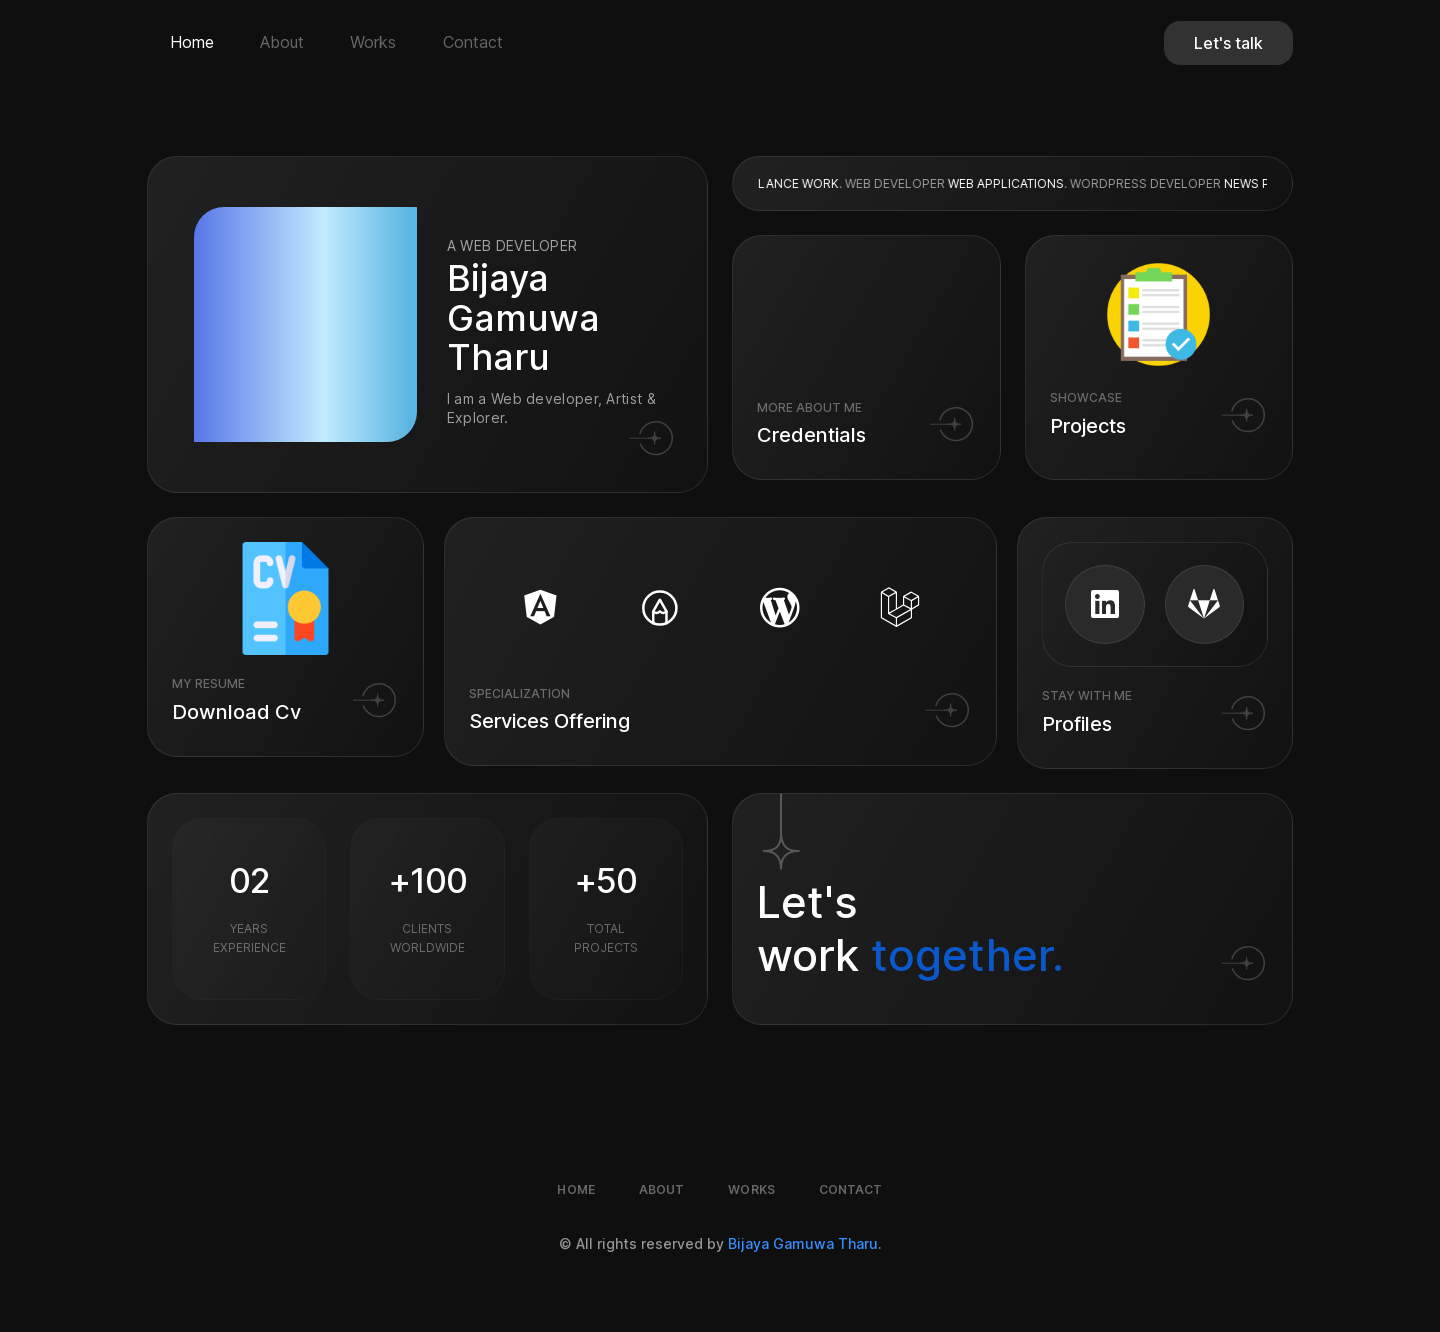 Home About Works Contact Let's talk
LANCE WORK. WEB DEVELOPER WEB APPLICATIONS. WORDPRESS DEVELOPER NEWS
A WEB DEVELOPER
Bijaya
Gamuwa
Tharu
I am a Web developer, Artist &
Explorer.
MORE ABOUT ME
Credentials
SHOWCASE
Projects
CV
MY RESUME
Download Cv
SPECIALIZATION
Services Offering
in
STAY WITH ME
Profiles
02
YEARS
EXPERIENCE
+100
CLIENTS
WORLDWIDE
+50
TOTAL
PROJECTS
Let's
work together.
HOME ABOUT WORKS CONTACT
© All rights reserved by Bijaya Gamuwa Tharu.